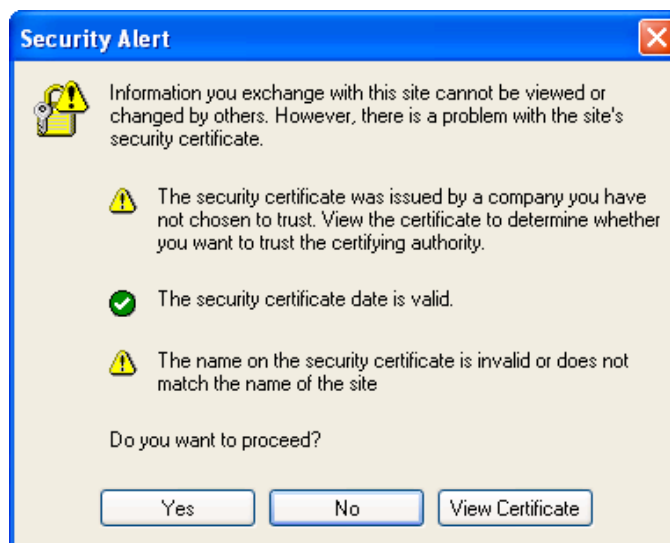 Security Alert
Information you exchange with this site cannot be viewed or
changed by others. However, there is a problem with the site's
security certificate.
The security certificate was issued by a company you have
not chosen to trust. View the certificate to determine whether
you want to trust the certifying authority.
The security certificate date is valid.
The name on the security certificate is invalid or does not
match the name of the site
Do you want to proceed?
Yes No View Certificate